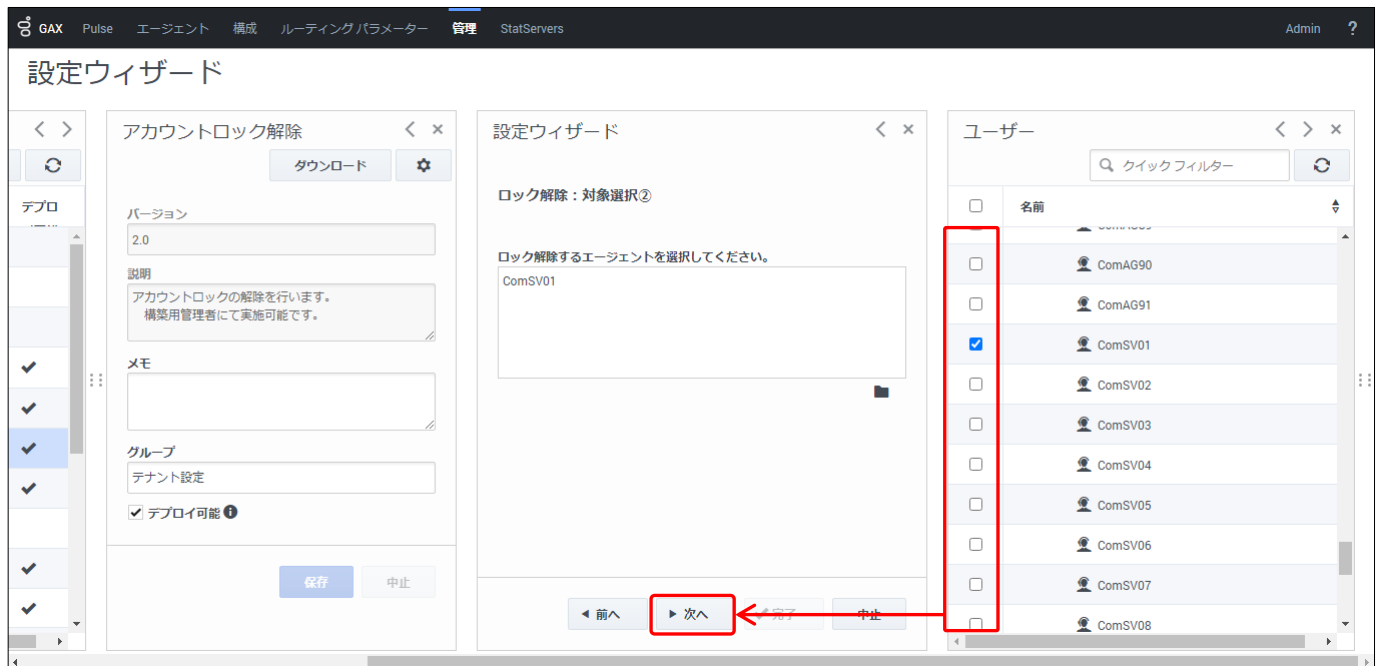 GAX Pulse エージェント 構成 ルーティング パラメーター 管理 StatServers Admin ?
設定ウィザード
デプロ
アカウントロック解除
ダウンロード
バージョン
2.0
説明
アカウントロックの解除を行います。
構築用管理者にて実施可能です。
メモ
グループ
テナント設定
デプロイ可能
保存 中止
設定ウィザード
ロック解除：対象選択②
ロック解除するエージェントを選択してください。
ComSV01
前へ 次へ 完了 中止
ユーザー
クイック フィルター
名前
ComAG90
ComAG91
ComSV01
ComSV02
ComSV03
ComSV04
ComSV05
ComSV06
ComSV07
ComSV08